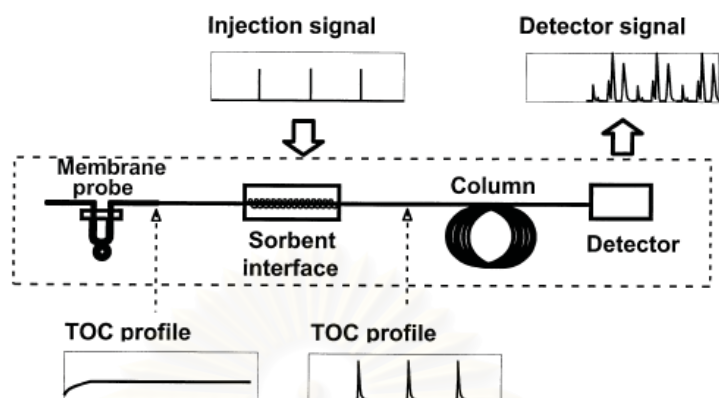 Injection signal
Detector signal
Membrane
probe
Column
Sorbent
interface
Detector
TOC profile
TOC profile